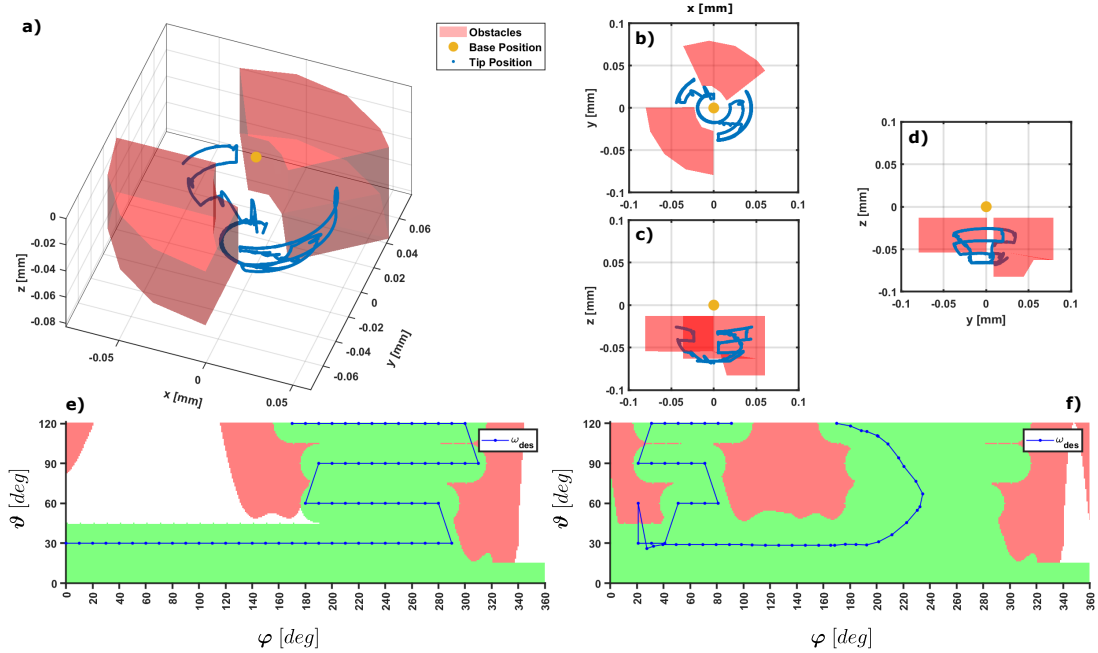 a)
Obstacles
Base Position
Tip Position
0
-0.02
-0.04
-0.06
-0.08
z [mm]
-0.05
0
0.05
x [mm]
0.06
0.04
0.02
0
-0.02
-0.04
-0.06
y [mm]
x [mm]
b)
0.1
0.05
0
-0.05
-0.1
y [mm]
-0.1
0.05
0
0.05
0.1
c)
0.1
0.05
0
-0.05
-0.1
z [mm]
-0.1
0.05
0
0.05
0.1
d)
0.1
0.05
0
-0.05
-0.1
z [mm]
-0.1
-0.05
0
0.05
0.1
y [mm]
e)
120
90
60
30
0
ϑ [deg]
ω des
0 20 40 60 80 100 120 140 160 180 200 220 240 260 280 300 320 340 360
φ [deg]
f)
120
90
60
30
0
ϑ [deg]
ω des
0 20 40 60 80 100 120 140 160 180 200 220 240 260 280 300 320 340 360
φ [deg]